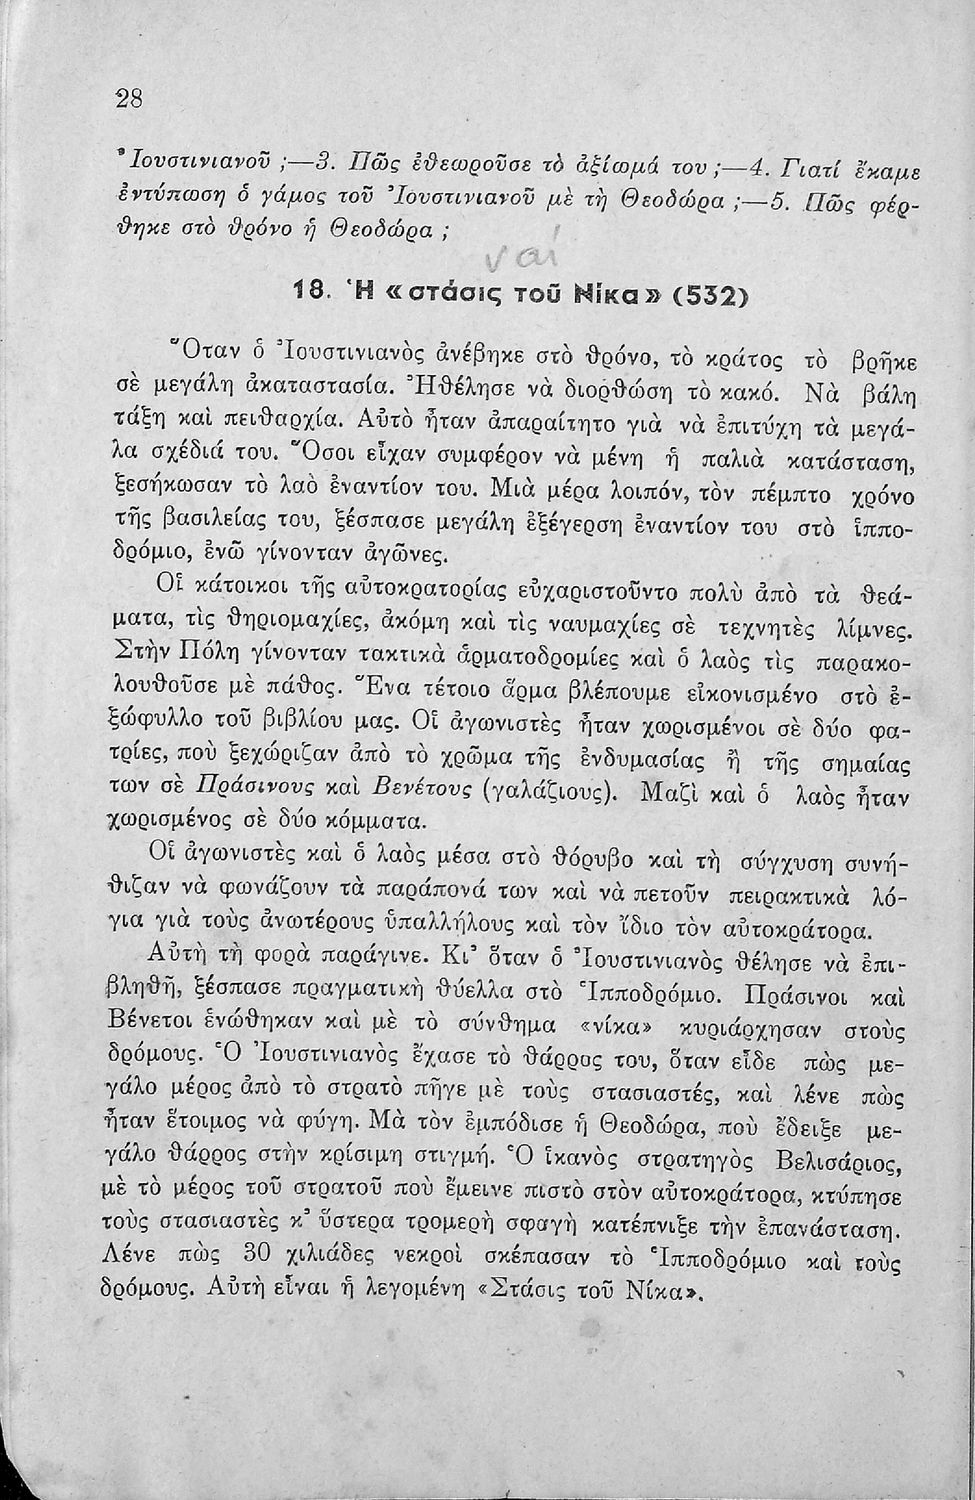 28
Ἰουστινιανοῦ ;—3. Πῶς ἐθεωροῦσε τὸ ἀξίωμά του ;—4. Γιατί ἔκαμε
ἐντύπωση ὁ γάμος τοῦ Ἰουστινιανοῦ μὲ τὴ Θεοδώρα ;—5. Πῶς φέρ-
θηκε στὸ θρόνο ἡ Θεοδώρα ;
ναί
18. Ἡ «στάσις τοῦ Νίκα» (532)
Ὅταν ὁ Ἰουστινιανὸς ἀνέβηκε στὸ θρόνο, τὸ κράτος τὸ βρῆκε
σὲ μεγάλη ἀκαταστασία. Ἠθέλησε νὰ διορθώση τὸ κακό. Νὰ βάλη
τάξη καὶ πειθαρχία. Αὐτὸ ἦταν ἀπαραίτητο γιὰ νὰ ἐπιτύχη τὰ μεγά-
λα σχέδιά του. Ὅσοι εἶχαν συμφέρον νὰ μένη ἡ παλιὰ κατάσταση,
ξεσήκωσαν τὸ λαὸ ἐναντίον του. Μιὰ μέρα λοιπόν, τὸν πέμπτο χρόνο
τῆς βασιλείας του, ξέσπασε μεγάλη ἐξέγερση ἐναντίον του στὸ ἱππο-
δρόμιο, ἐνῶ γίνονταν ἀγῶνες.
Οἱ κάτοικοι τῆς αὐτοκρατορίας εὐχαριστοῦντο πολὺ ἀπὸ τὰ θεά-
ματα, τὶς θηριομαχίες, ἀκόμη καὶ τὶς ναυμαχίες σὲ τεχνητὲς λίμνες.
Στὴν Πόλη γίνονταν τακτικὰ ἁρματοδρομίες καὶ ὁ λαὸς τὶς παρακο-
λουθοῦσε μὲ πάθος. Ἕνα τέτοιο ἅρμα βλέπουμε εἰκονισμένο στὸ ἐ-
ξώφυλλο τοῦ βιβλίου μας. Οἱ ἀγωνιστὲς ἦταν χωρισμένοι σὲ δύο φα-
τρίες, ποὺ ξεχώριζαν ἀπὸ τὸ χρῶμα τῆς ἐνδυμασίας ἢ τῆς σημαίας
των σὲ Πράσινους καὶ Βενέτους (γαλάζιους). Μαζὶ καὶ ὁ λαὸς ἦταν
χωρισμένος σὲ δύο κόμματα.
Οἱ ἀγωνιστὲς καὶ ὁ λαὸς μέσα στὸ θόρυβο καὶ τὴ σύγχυση συνή-
θιζαν νὰ φωνάζουν τὰ παράπονά των καὶ νὰ πετοῦν πειρακτικὰ λό-
για γιὰ τοὺς ἀνωτέρους ὑπαλλήλους καὶ τὸν ἴδιο τὸν αὐτοκράτορα.
Αὐτὴ τὴ φορὰ παράγινε. Κι᾿ ὅταν ὁ Ἰουστινιανὸς θέλησε νὰ ἐπι-
βληθῆ, ξέσπασε πραγματικὴ θύελλα στὸ Ἱπποδρόμιο. Πράσινοι καὶ
Βένετοι ἑνώθηκαν καὶ μὲ τὸ σύνθημα «νίκα» κυριάρχησαν στοὺς
δρόμους. Ὁ Ἰουστινιανὸς ἔχασε τὸ θάρρος του, ὅταν εἶδε πὼς με-
γάλο μέρος ἀπὸ τὸ στρατὸ πῆγε μὲ τοὺς στασιαστές, καὶ λένε πὼς
ἦταν ἕτοιμος νὰ φύγη. Μὰ τὸν ἐμπόδισε ἡ Θεοδώρα, ποὺ ἔδειξε με-
γάλο θάρρος στὴν κρίσιμη στιγμή. Ὁ ἱκανὸς στρατηγὸς Βελισάριος,
μὲ τὸ μέρος τοῦ στρατοῦ ποὺ ἔμεινε πιστὸ στὸν αὐτοκράτορα, κτύπησε
τοὺς στασιαστὲς κ᾿ ὕστερα τρομερὴ σφαγὴ κατέπνιξε τὴν ἐπανάσταση.
Λένε πὼς 30 χιλιάδες νεκροὶ σκέπασαν τὸ Ἱπποδρόμιο καὶ τοὺς
δρόμους. Αὐτὴ εἶναι ἡ λεγομένη «Στάσις τοῦ Νίκα».